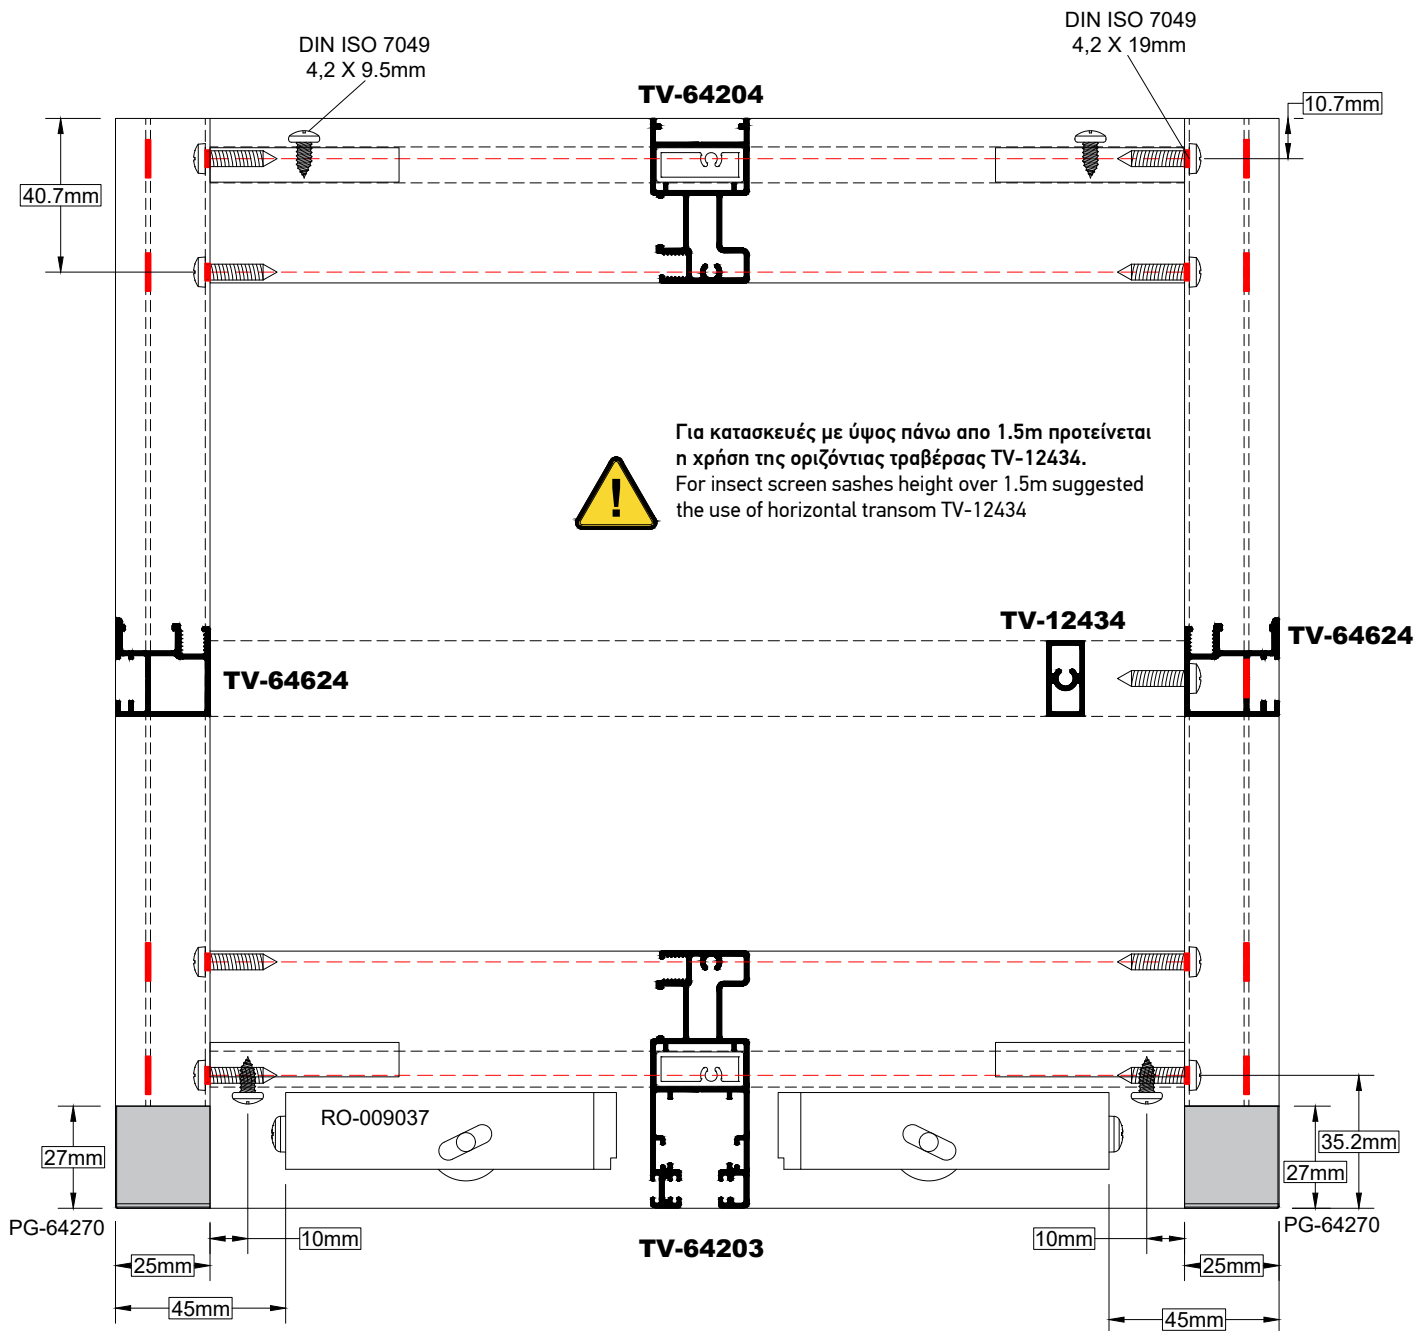 DIN ISO 7049
4,2 X 9.5mm
DIN ISO 7049
4,2 X 19mm
TV-64204
10.7mm
40.7mm
Για κατασκευές με ύψος πάνω απο 1.5m προτείνεται
η χρήση της οριζόντιας τραβέρσας TV-12434.
For insect screen sashes height over 1.5m suggested
the use of horizontal transom TV-12434
!
TV-12434
TV-64624
TV-64624
RO-009037
27mm
35.2mm
27mm
PG-64270
PG-64270
10mm
TV-64203
10mm
25mm
25mm
45mm
45mm